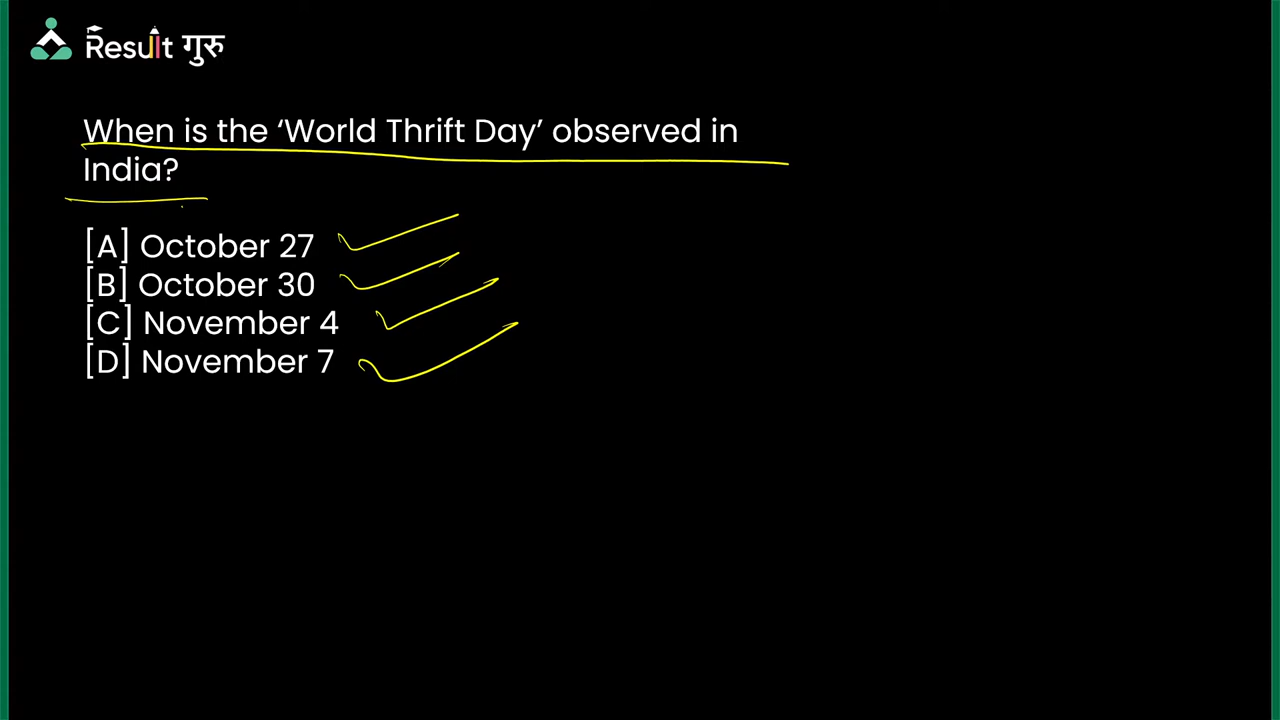 Result गुरु
When is the ‘World Thrift Day’ observed in
India?
[A] October 27
[B] October 30
[C] November 4
[D] November 7